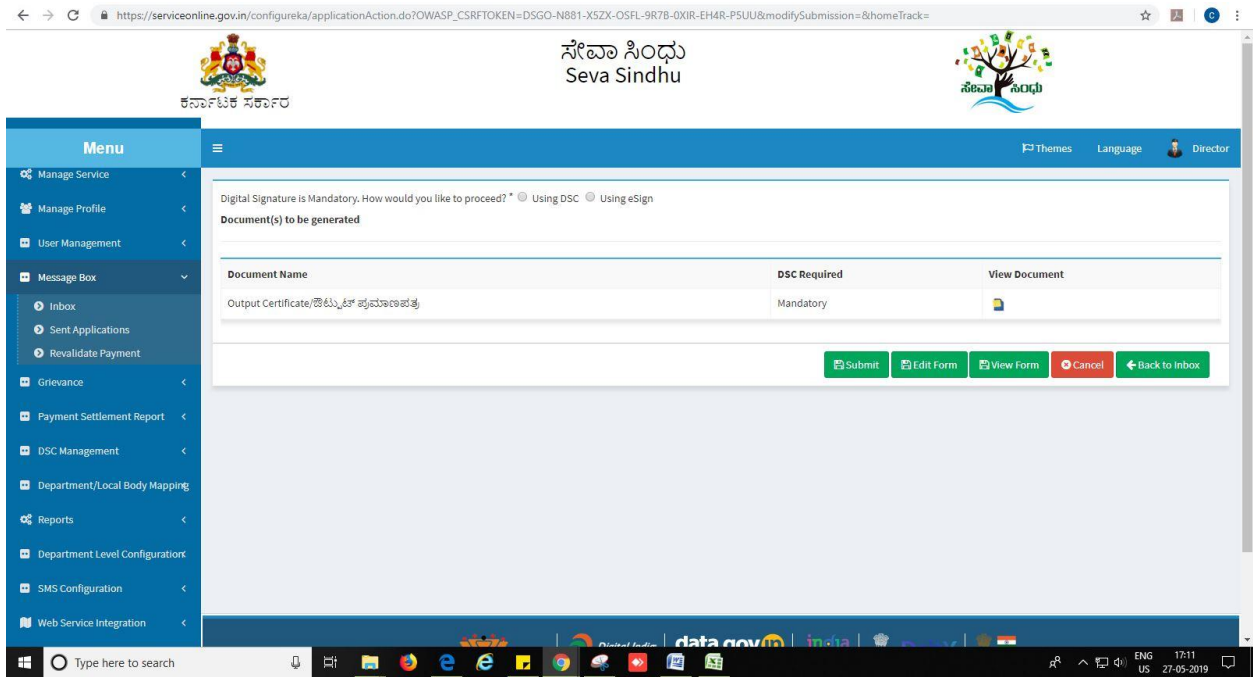 https://serviceonline.gov.in/configureka/applicationAction.do?OWASP_CSRFTOKEN=DSGO-N881-X5ZX-OSFL-9R7B-0XIR-EH4R-P5UU&modifySubmission=&homeTrack=
C
ಕರ್ನಾಟಕ ಸರ್ಕಾರ
ಸೇವಾ ಸಿಂಧು
Seva Sindhu
ಸೇವಾ ಸಿಂಧು
Menu
Themes Language Director
Manage Service
Manage Profile
User Management
Message Box
Inbox
Sent Applications
Revalidate Payment
Grievance
Payment Settlement Report
DSC Management
Department/Local Body Mapping
Reports
Department Level Configuration
SMS Configuration
Web Service Integration
Digital Signature is Mandatory. How would you like to proceed? * Using DSC Using eSign
Document(s) to be generated
Document Name DSC Required View Document
Output Certificate/ಔಟ್ಪುಟ್ ಪ್ರಮಾಣಪತ್ರ Mandatory
Submit Edit Form View Form Cancel Back to Inbox
Digital India data.gov.in india
Type here to search
ENG 17:11
US 27-05-2019